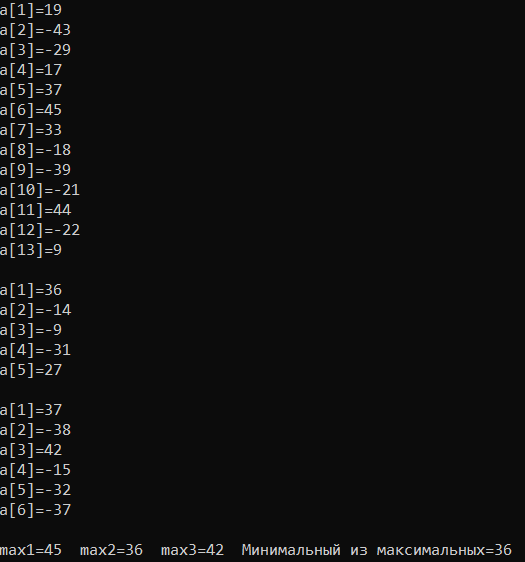 a[1]=19
a[2]=-43
a[3]=-29
a[4]=17
a[5]=37
a[6]=45
a[7]=33
a[8]=-18
a[9]=-39
a[10]=-21
a[11]=44
a[12]=-22
a[13]=9
a[1]=36
a[2]=-14
a[3]=-9
a[4]=-31
a[5]=27
a[1]=37
a[2]=-38
a[3]=42
a[4]=-15
a[5]=-32
a[6]=-37
max1=45  max2=36  max3=42  Минимальный из максимальных=36